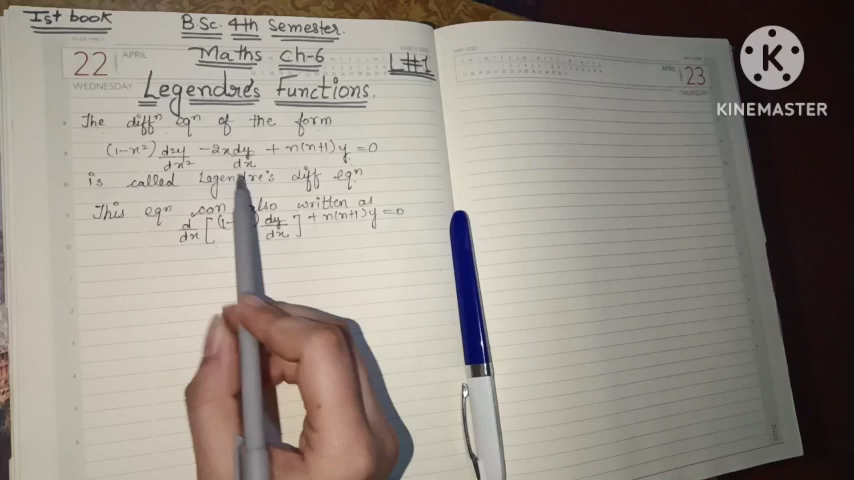 Ist book
B.Sc. 4th Semester.
Maths Ch-6
L#1
22 APRIL
WEDNESDAY
Legendre's Functions.
The diffⁿ eqn of the form
(1-x²) d²y/dx² - 2x dy/dx + n(n+1)y = 0
is called Legendre's diff eqn
This eqn can also written as
d/dx [(1- ) dy/dx] + n(n+1)y = 0
APRIL 23
THURSDAY
K
KINEMASTER